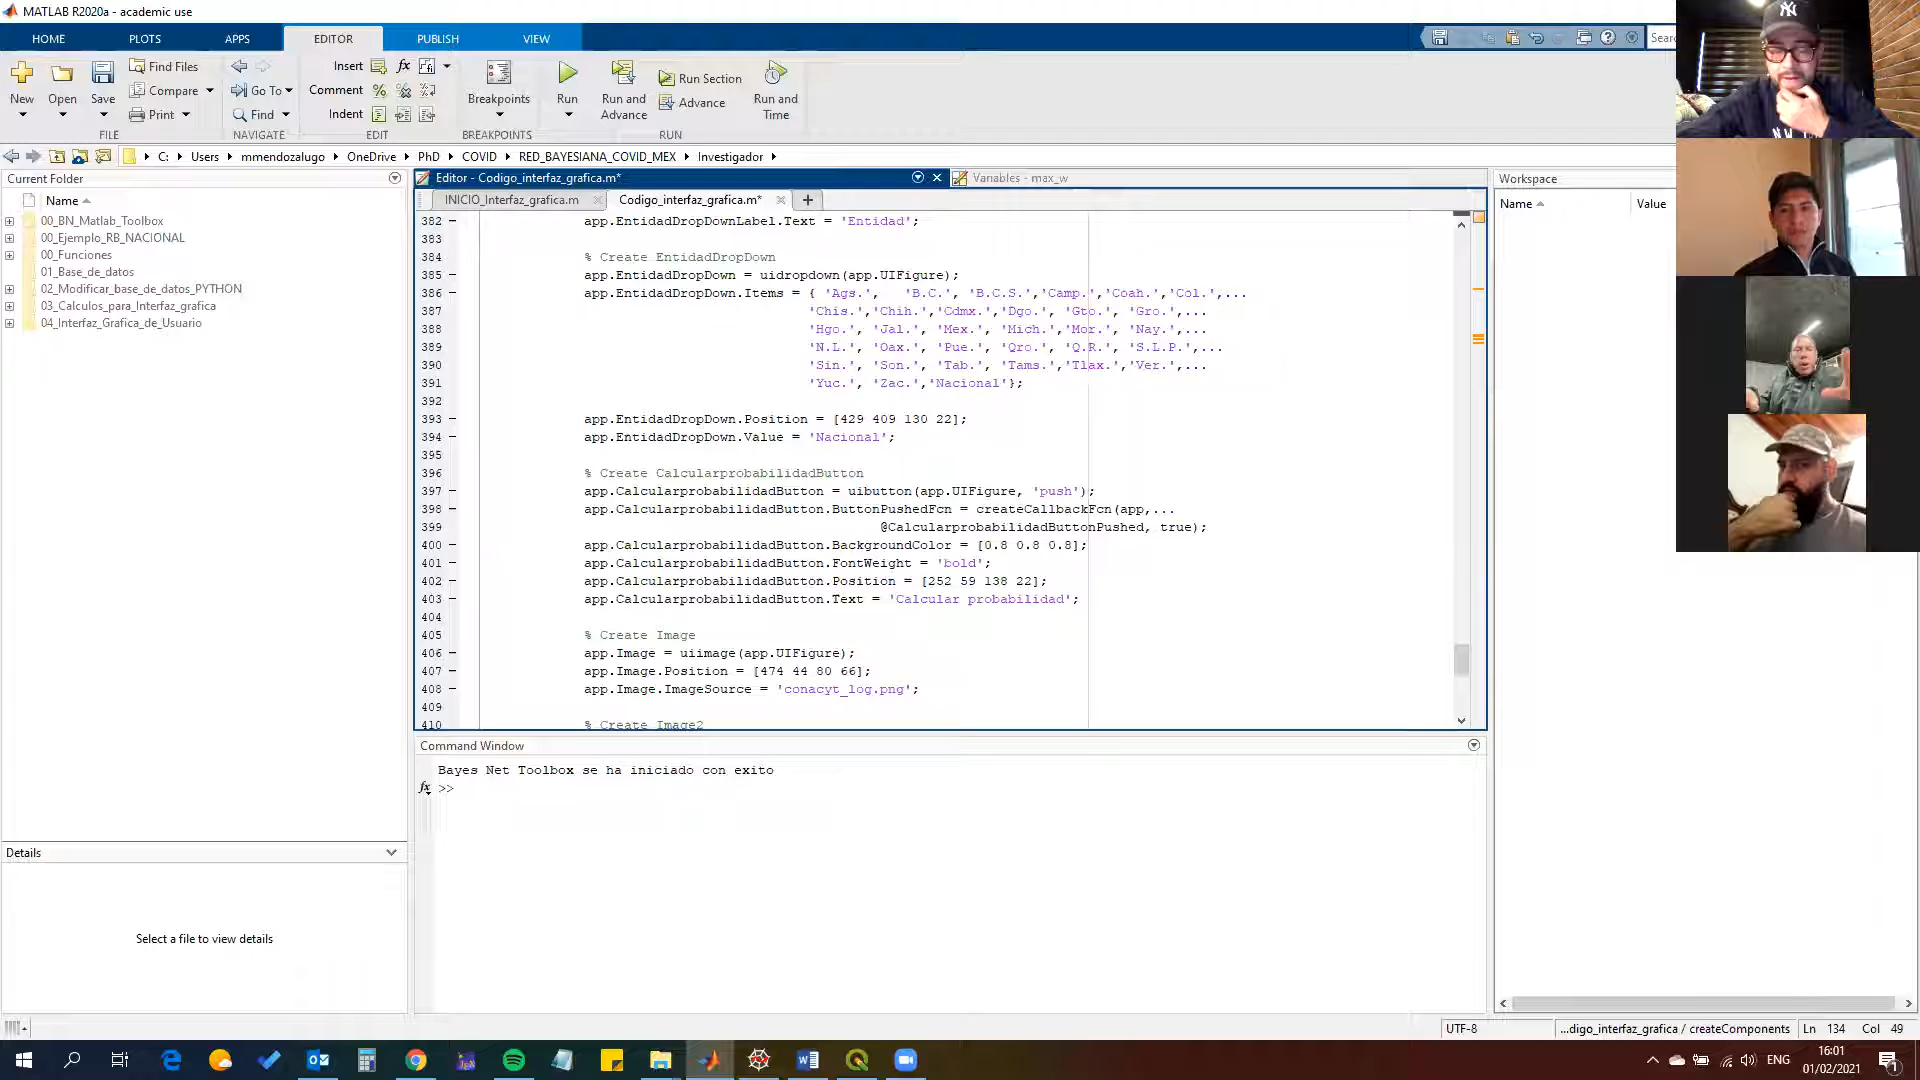 MATLAB R2020a - academic use
HOME PLOTS APPS EDITOR PUBLISH VIEW
New Open Save Find Files Compare Print FILE
Go To Find NAVIGATE
Insert fx Comment Indent EDIT
Breakpoints BREAKPOINTS
Run Run and Advance Run Section Advance Run and Time RUN
C: Users mmendozalugo OneDrive PhD COVID RED_BAYESIANA_COVID_MEX Investigador
Current Folder
Name
00_BN_Matlab_Toolbox
00_Ejemplo_RB_NACIONAL
00_Funciones
01_Base_de_datos
02_Modificar_base_de_datos_PYTHON
03_Calculos_para_Interfaz_grafica
04_Interfaz_Grafica_de_Usuario
Details
Select a file to view details
Editor - Codigo_interfaz_grafica.m*
Variables - max_w
INICIO_Interfaz_grafica.m Codigo_interfaz_grafica.m*
382 app.EntidadDropDownLabel.Text = 'Entidad';
383
384 % Create EntidadDropDown
385 app.EntidadDropDown = uidropdown(app.UIFigure);
386 app.EntidadDropDown.Items = { 'Ags.', 'B.C.', 'B.C.S.','Camp.','Coah.','Col.',...
387 'Chis.','Chih.','Cdmx.','Dgo.', 'Gto.', 'Gro.',...
388 'Hgo.', 'Jal.', 'Mex.', 'Mich.','Mor.', 'Nay.',...
389 'N.L.', 'Oax.', 'Pue.', 'Qro.', 'Q.R.', 'S.L.P.',...
390 'Sin.', 'Son.', 'Tab.', 'Tams.','Tlax.','Ver.',...
391 'Yuc.', 'Zac.','Nacional'};
392
393 app.EntidadDropDown.Position = [429 409 130 22];
394 app.EntidadDropDown.Value = 'Nacional';
395
396 % Create CalcularprobabilidadButton
397 app.CalcularprobabilidadButton = uibutton(app.UIFigure, 'push');
398 app.CalcularprobabilidadButton.ButtonPushedFcn = createCallbackFcn(app,...
399 @CalcularprobabilidadButtonPushed, true);
400 app.CalcularprobabilidadButton.BackgroundColor = [0.8 0.8 0.8];
401 app.CalcularprobabilidadButton.FontWeight = 'bold';
402 app.CalcularprobabilidadButton.Position = [252 59 138 22];
403 app.CalcularprobabilidadButton.Text = 'Calcular probabilidad';
404
405 % Create Image
406 app.Image = uiimage(app.UIFigure);
407 app.Image.Position = [474 44 80 66];
408 app.Image.ImageSource = 'conacyt_log.png';
409
410 % Create Image2
Command Window
Bayes Net Toolbox se ha iniciado con exito
fx >>
Workspace
Name Value
UTF-8 ...digo_interfaz_grafica / createComponents Ln 134 Col 49
ENG
16:01
01/02/2021